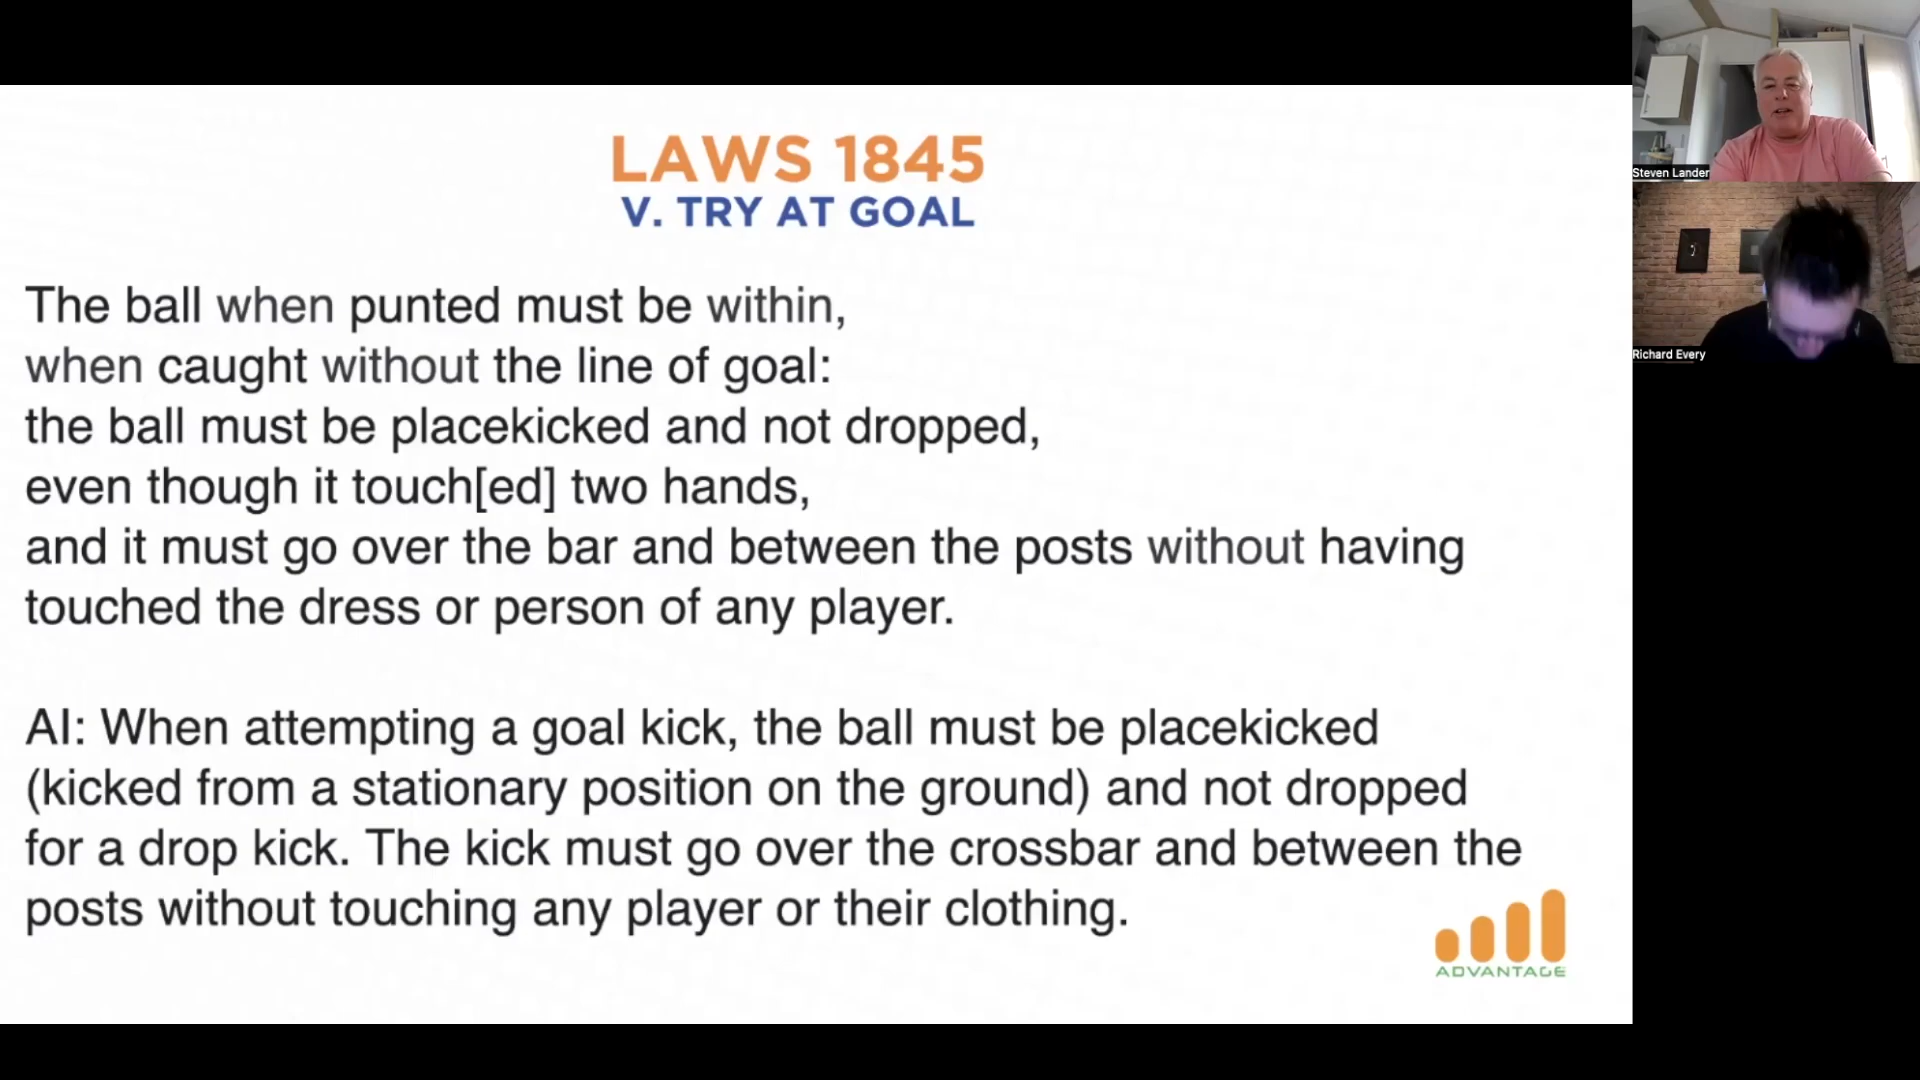 LAWS 1845
V. TRY AT GOAL
The ball when punted must be within,
when caught without the line of goal:
the ball must be placekicked and not dropped,
even though it touch[ed] two hands,
and it must go over the bar and between the posts without having
touched the dress or person of any player.
AI: When attempting a goal kick, the ball must be placekicked
(kicked from a stationary position on the ground) and not dropped
for a drop kick. The kick must go over the crossbar and between the
posts without touching any player or their clothing.
ADVANTAGE
Steven Lander
Richard Every